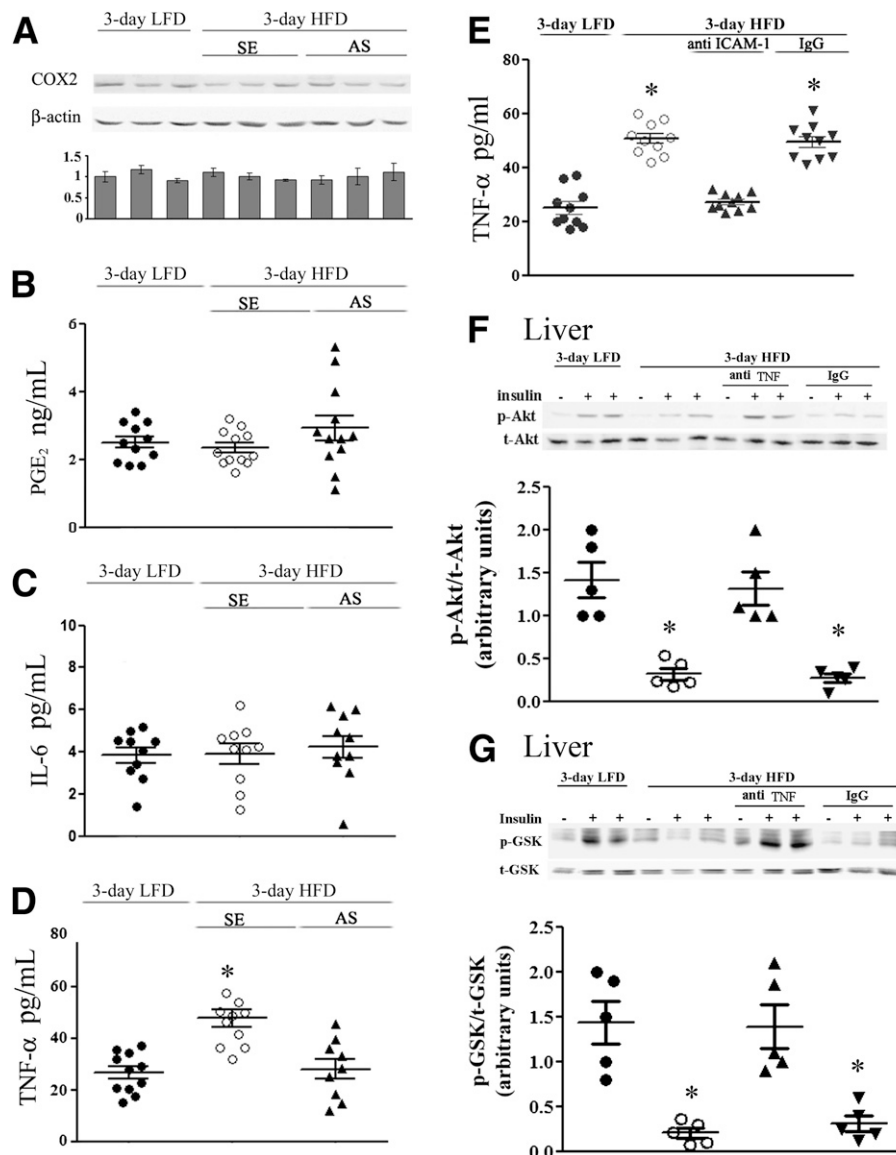 A
3-day LFD 3-day HFD
SE AS
COX2
β-actin
1.5
1
0.5
0
B
3-day LFD 3-day HFD
SE AS
PGE₂ ng/mL
6
4
2
0
C
3-day LFD 3-day HFD
SE AS
IL-6 pg/mL
10
8
6
4
2
0
D
3-day LFD 3-day HFD
SE AS
TNF-α pg/mL
80
60
40
20
0
*
E
3-day LFD 3-day HFD
anti ICAM-1 IgG
TNF-α pg/ml
80
60
40
20
0
* *
F Liver
3-day LFD 3-day HFD
anti TNF IgG
insulin - + + - + + - + + - + +
p-Akt
t-Akt
p-Akt/t-Akt
(arbitrary units)
2.5
2.0
1.5
1.0
0.5
0.0
* *
G Liver
3-day LFD 3-day HFD
anti TNF IgG
Insulin - + + - + + - + + - + +
p-GSK
t-GSK
p-GSK/t-GSK
(arbitrary units)
2.5
2.0
1.5
1.0
0.5
0.0
* *